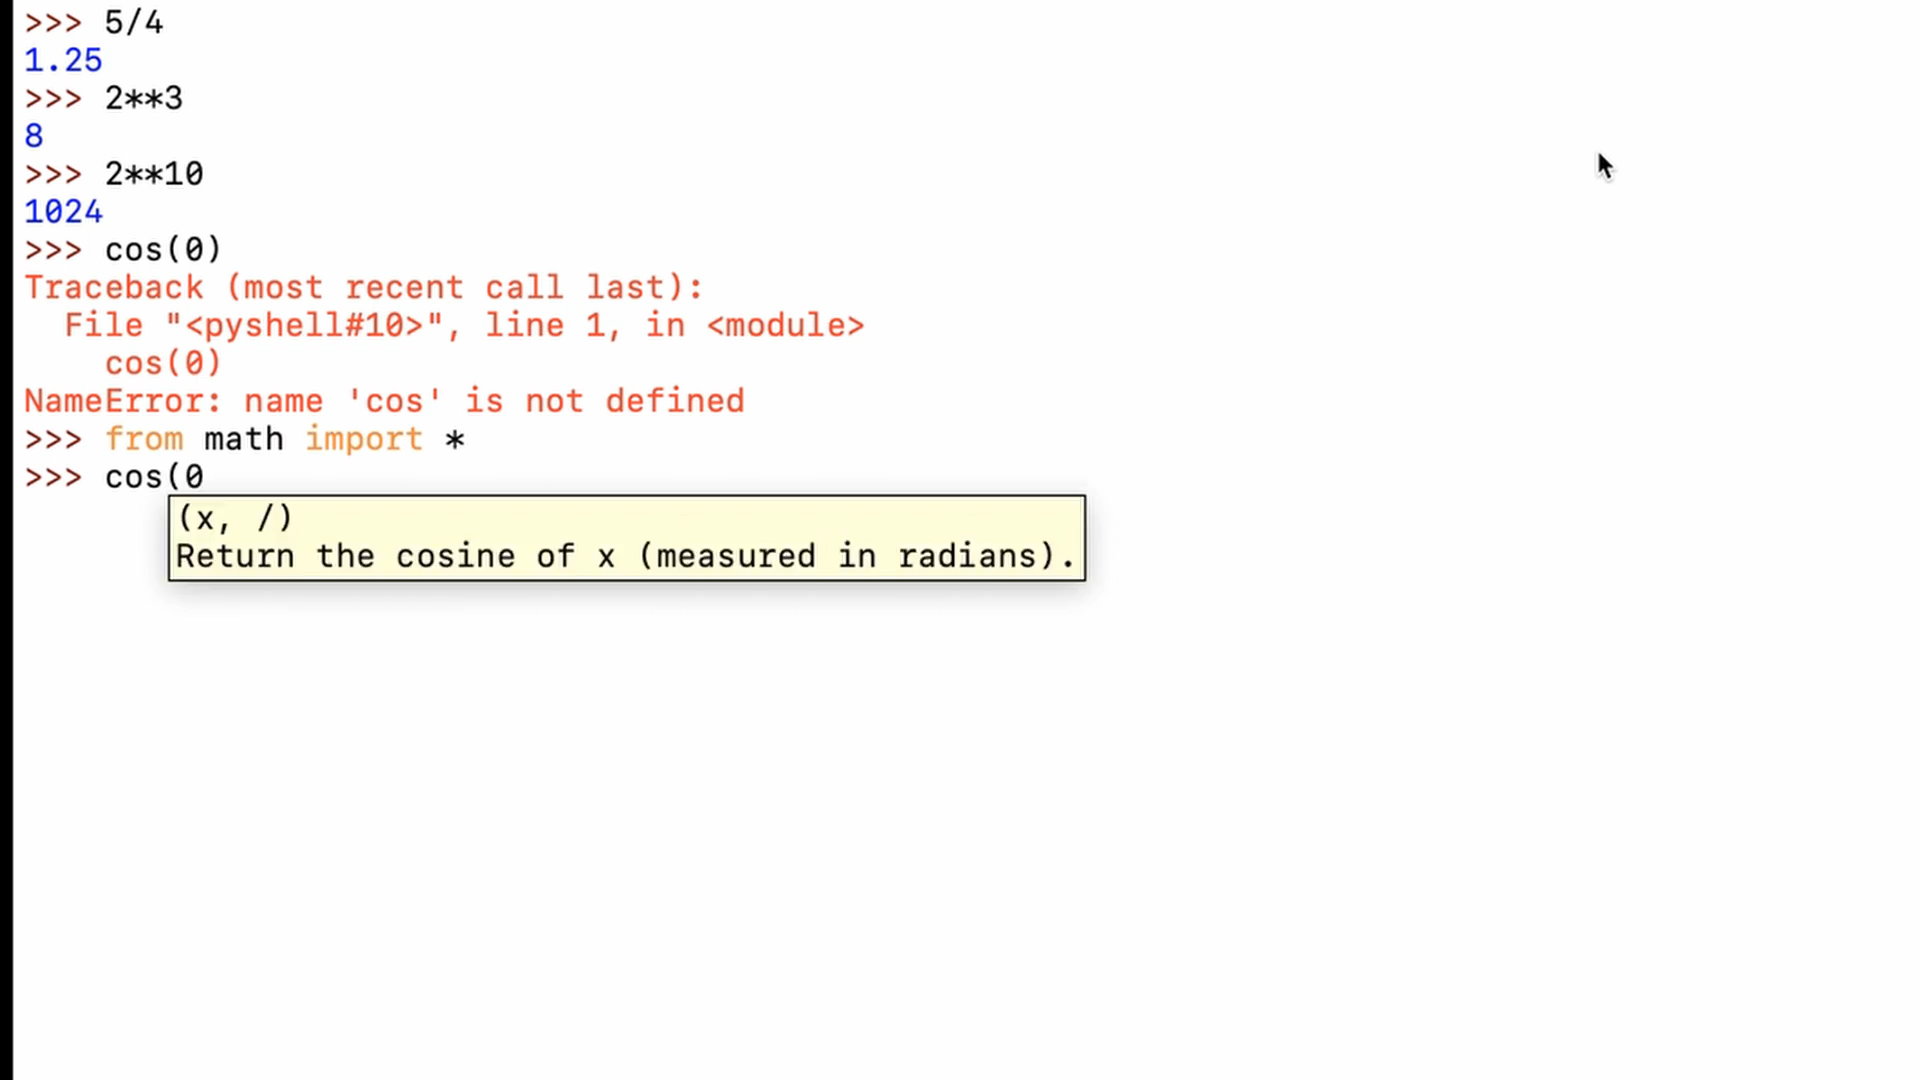 >>> 5/4
1.25
>>> 2**3
8
>>> 2**10
1024
>>> cos(0)
Traceback (most recent call last):
  File "<pyshell#10>", line 1, in <module>
    cos(0)
NameError: name 'cos' is not defined
>>> from math import *
>>> cos(0
(x, /)
Return the cosine of x (measured in radians).